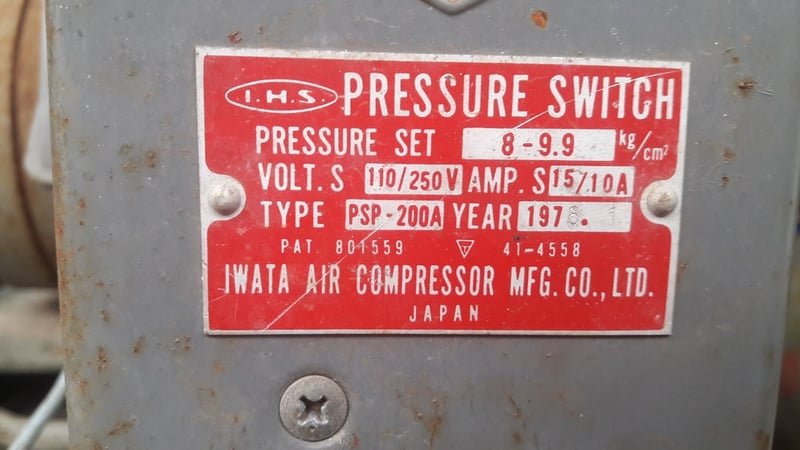 I.H.S. PRESSURE SWITCH
PRESSURE SET 8-9.9 kg/cm²
VOLT.S 110/250V AMP.S 15/10A
TYPE PSP-200A YEAR 1978. 1
PAT. 801559 41-4558
IWATA AIR COMPRESSOR MFG. CO., LTD.
JAPAN